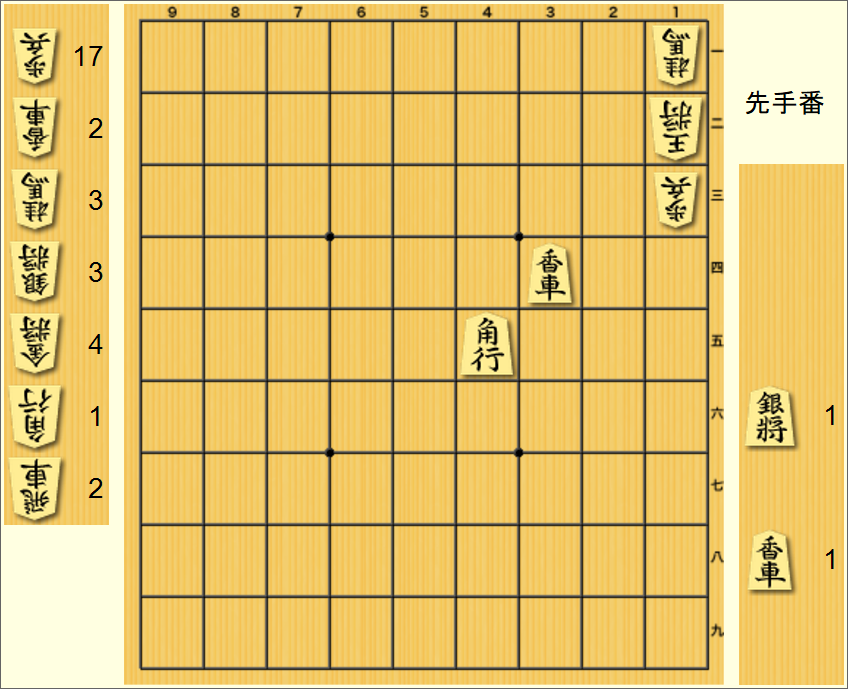 9 8 7 6 5 4 3 2 1
歩兵 17
香車 2
桂馬 3
銀将 3
金将 4
角行 1
飛車 2
桂馬 一
王将 二
歩兵 三
香車 四
角行 五
六
七
八
九
先手番
銀将 1
香車 1